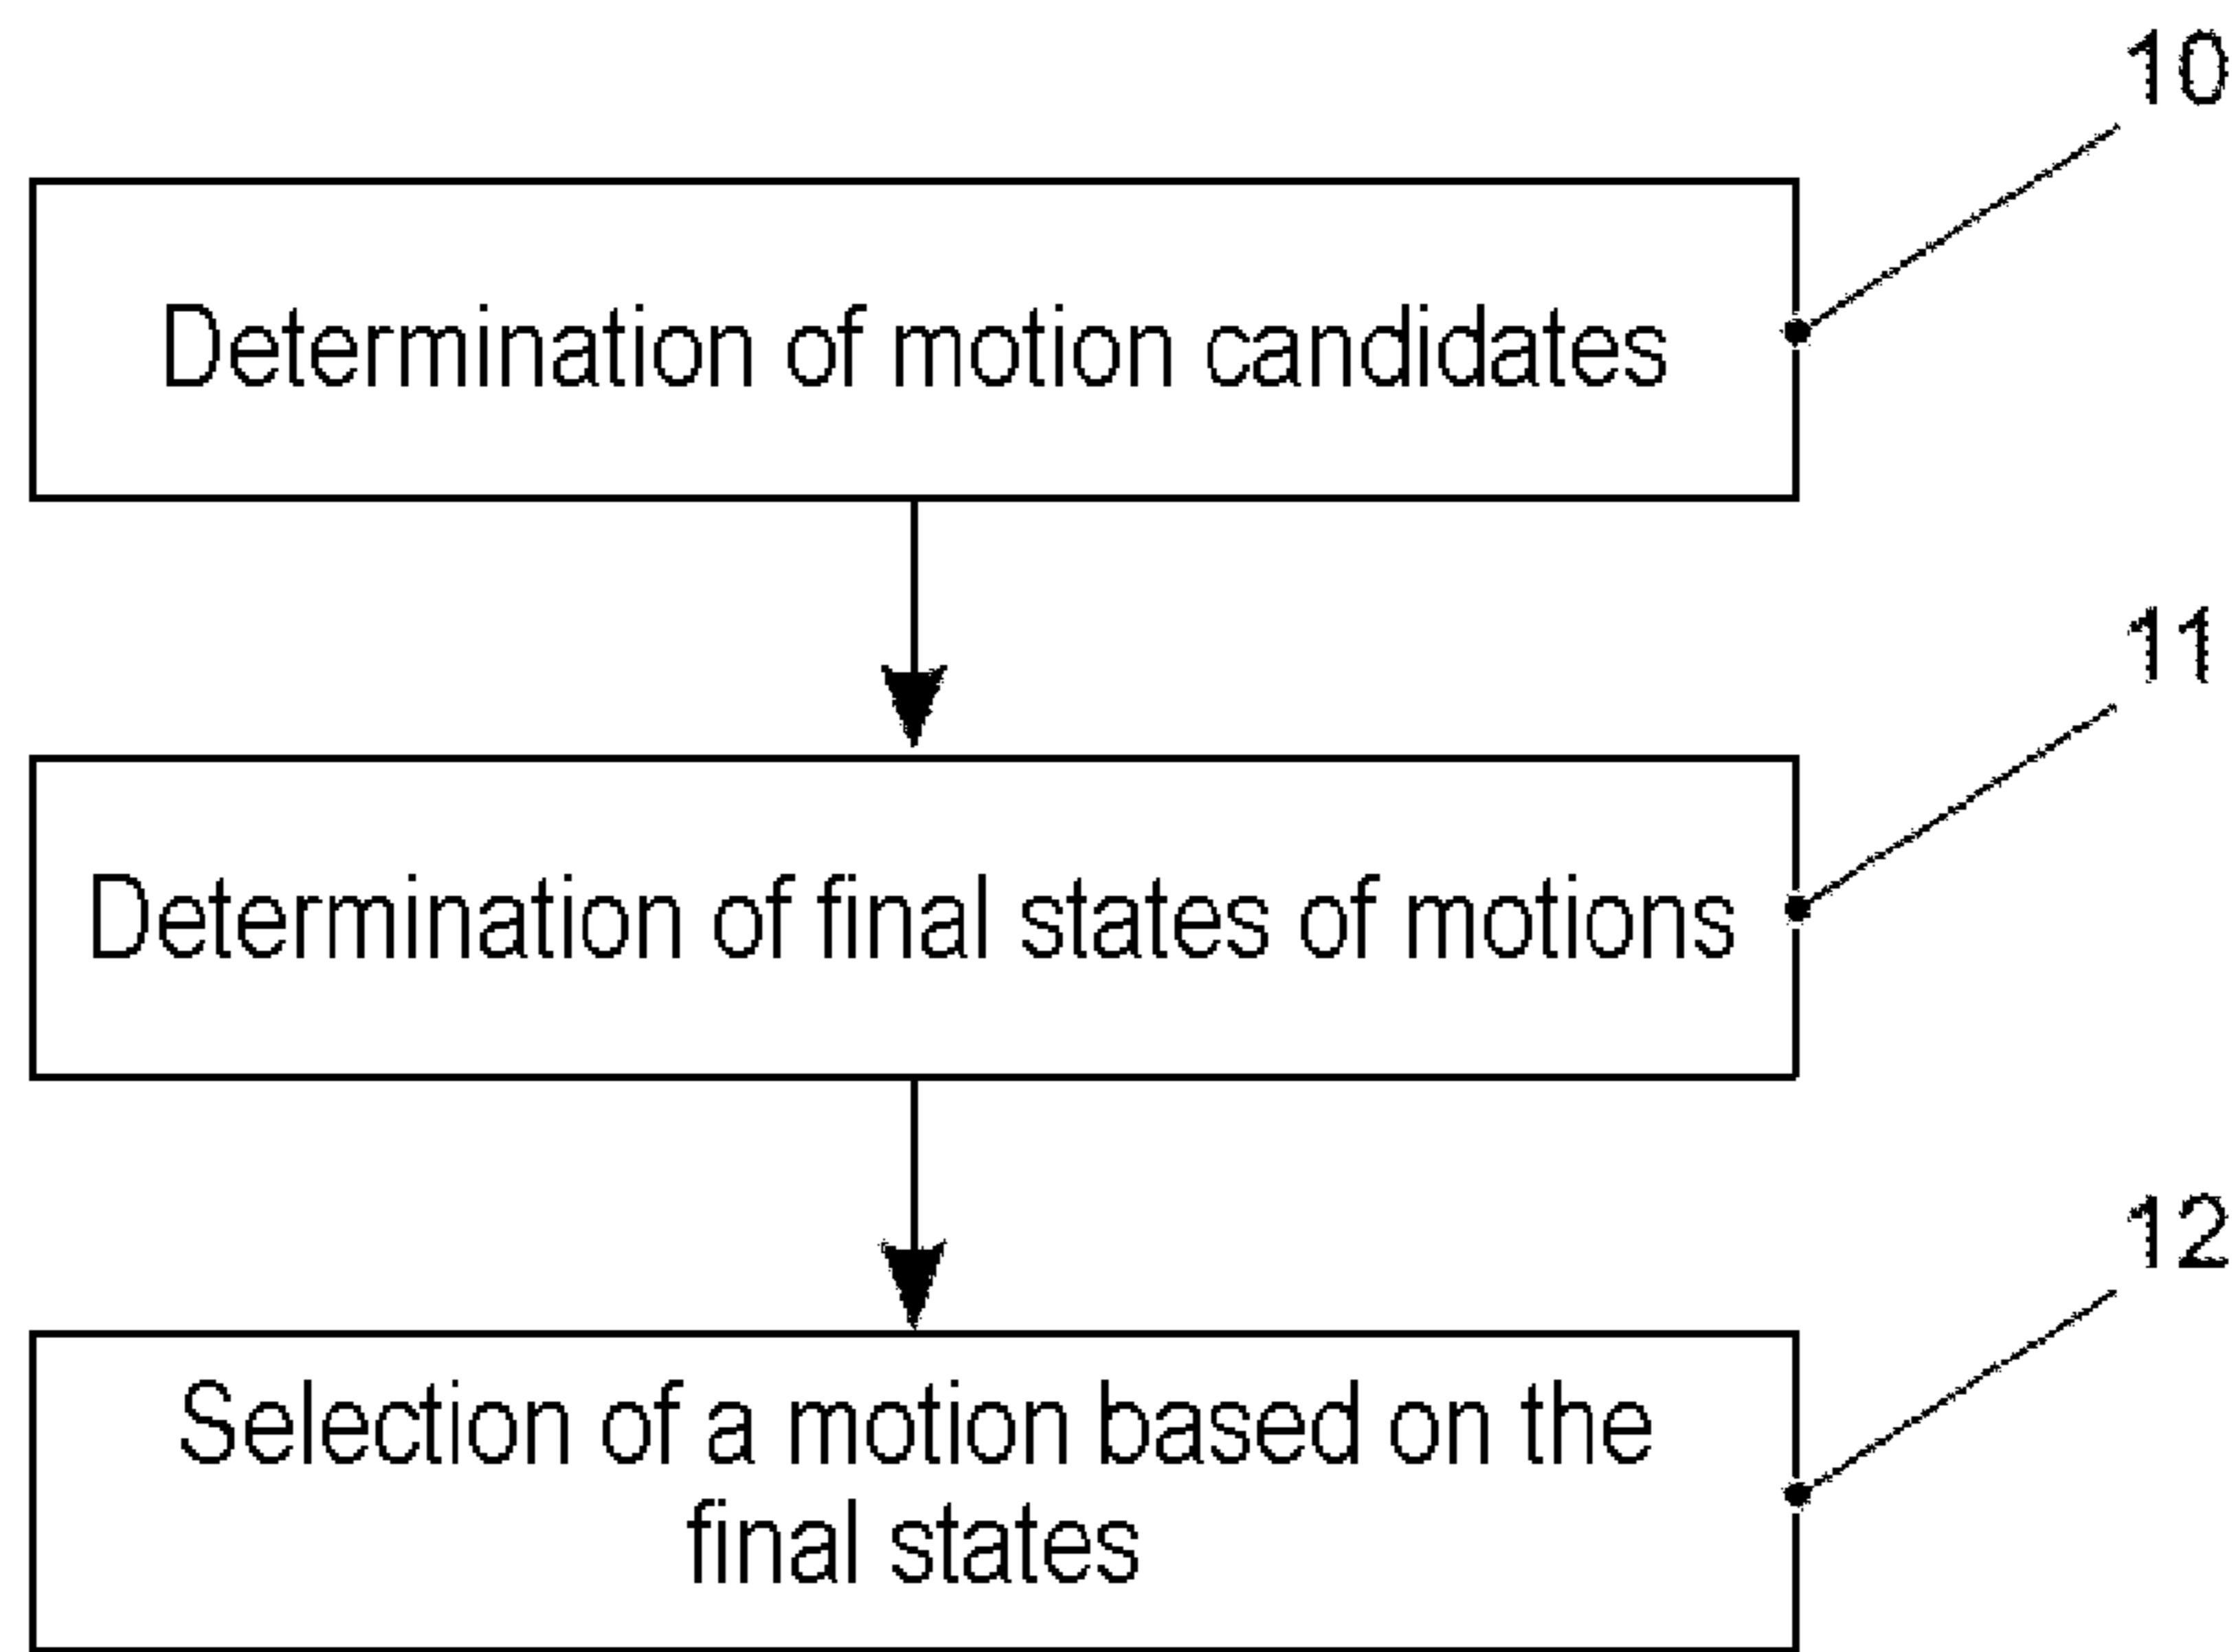 10
Determination of motion candidates
11
Determination of final states of motions
12
Selection of a motion based on the
final states